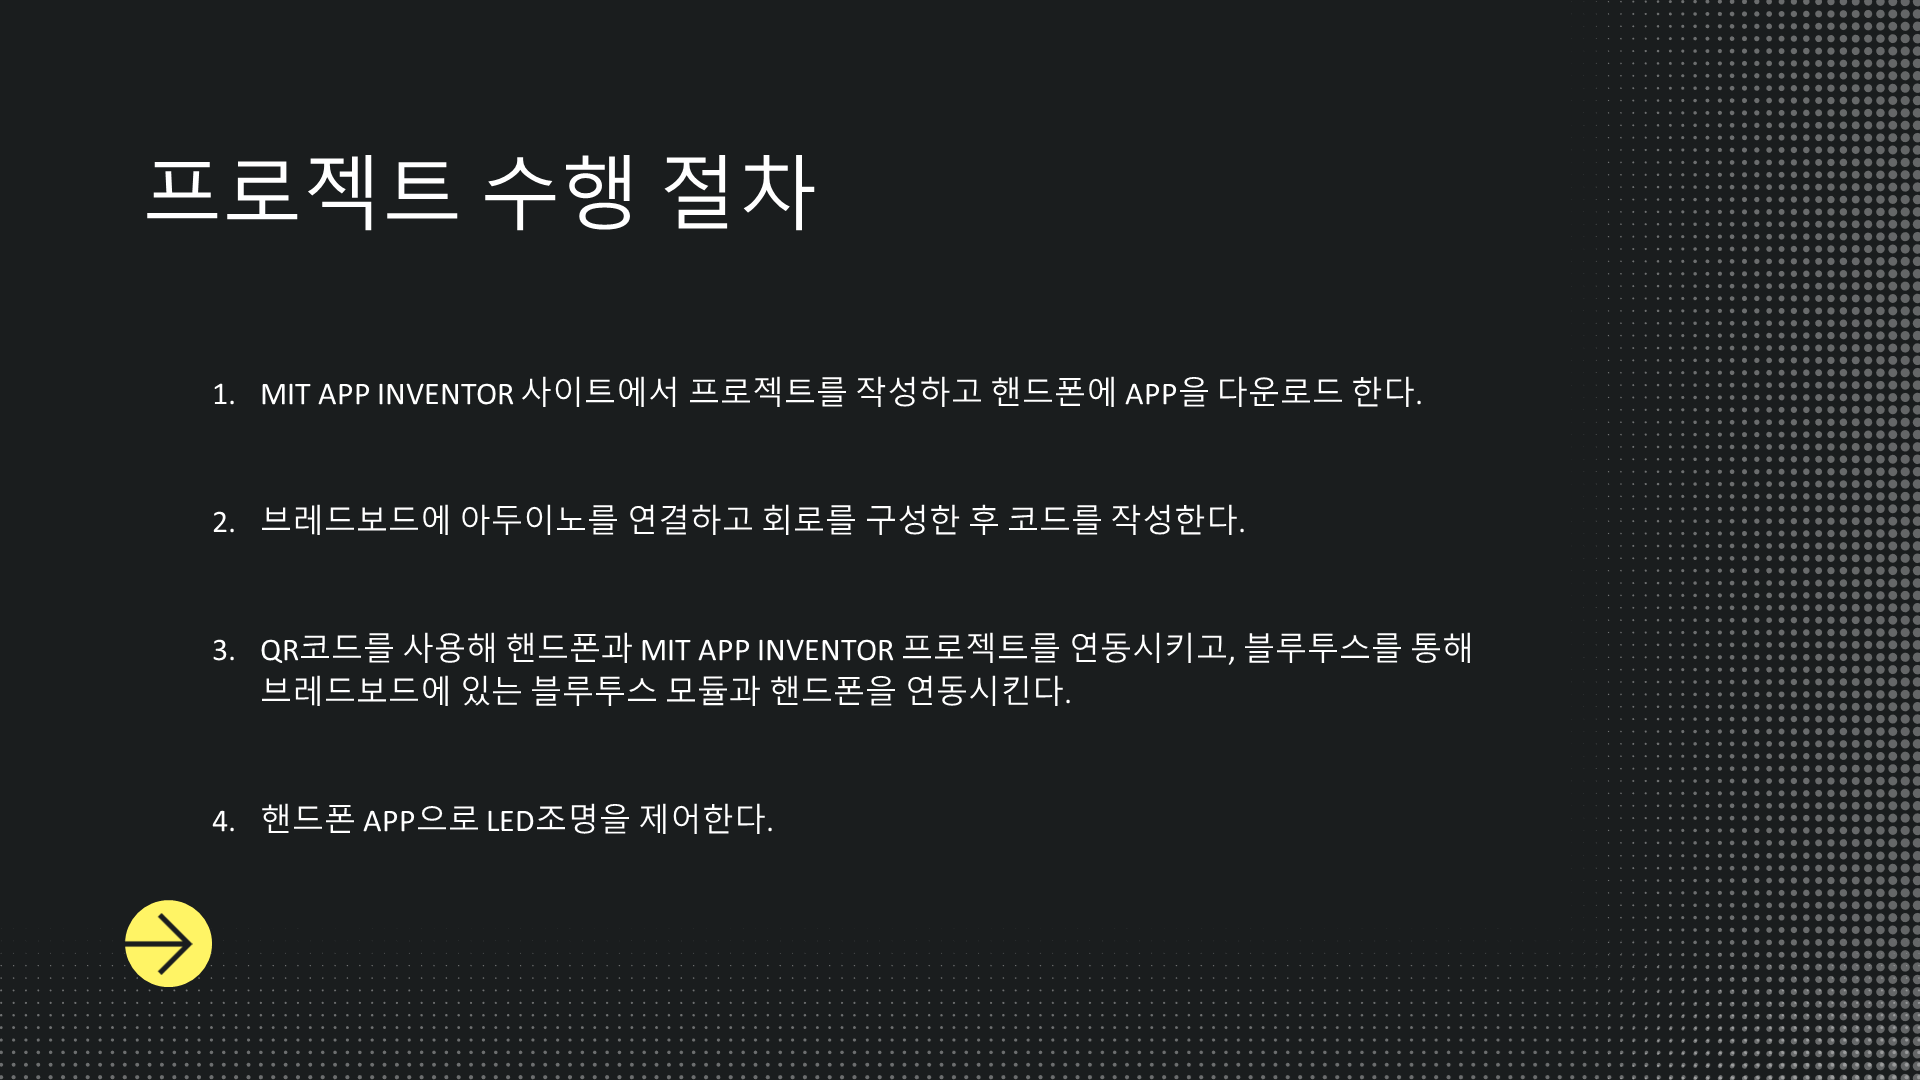 프로젝트 수행 절차
1. MIT APP INVENTOR 사이트에서 프로젝트를 작성하고 핸드폰에 APP을 다운로드 한다.
2. 브레드보드에 아두이노를 연결하고 회로를 구성한 후 코드를 작성한다.
3. QR코드를 사용해 핸드폰과 MIT APP INVENTOR 프로젝트를 연동시키고, 블루투스를 통해
브레드보드에 있는 블루투스 모듈과 핸드폰을 연동시킨다.
4. 핸드폰 APP으로 LED조명을 제어한다.